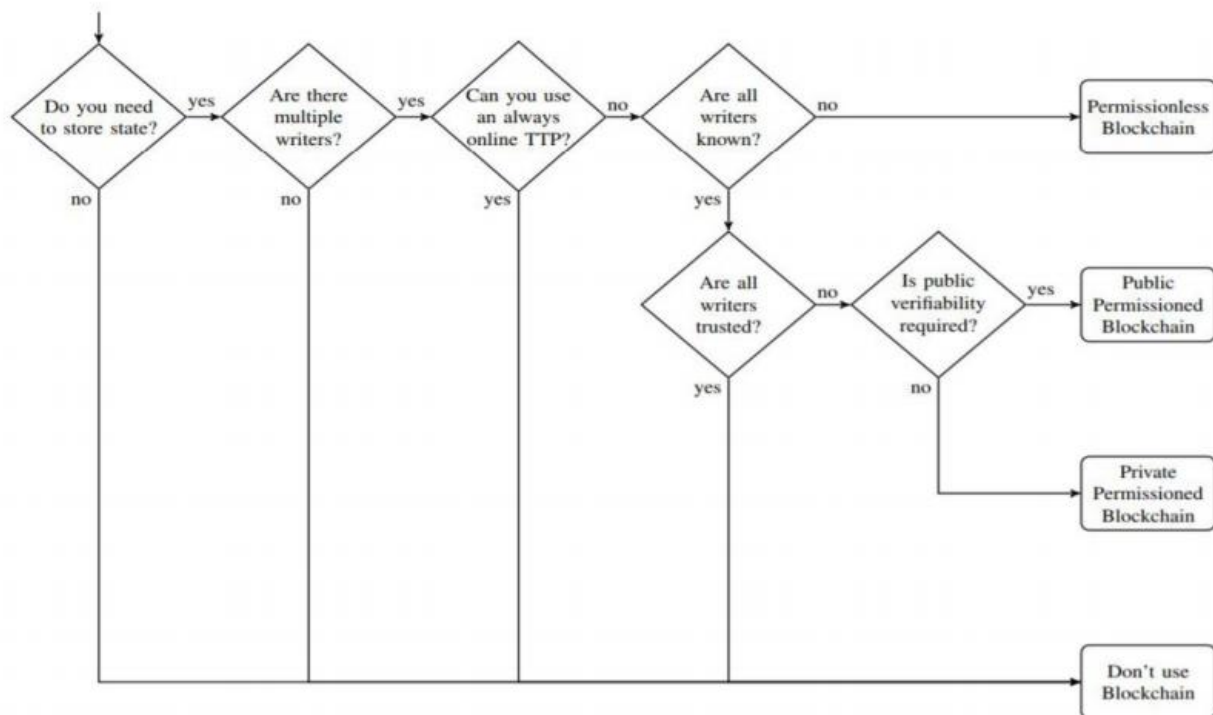 Do you need
to store state?
yes
no
Are there
multiple
writers?
yes
no
Can you use
an always
online TTP?
no
yes
Are all
writers
known?
no
yes
Permissionless
Blockchain
Are all
writers
trusted?
no
yes
Is public
verifiability
required?
yes
no
Public
Permissioned
Blockchain
Private
Permissioned
Blockchain
Don't use
Blockchain